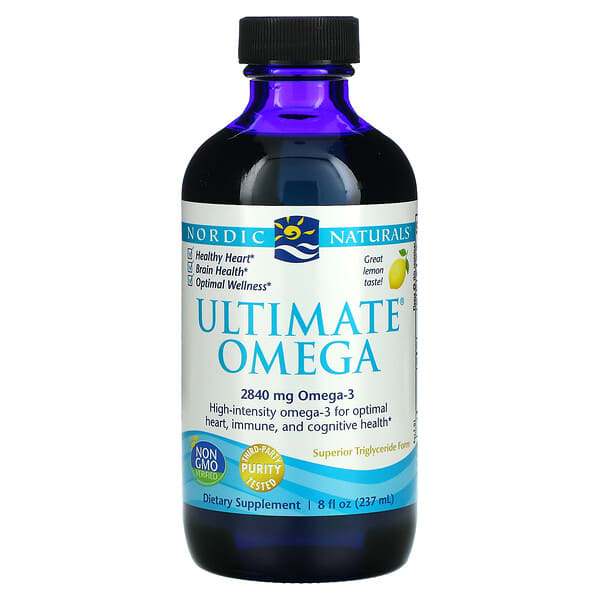 NORDIC NATURALS®
Healthy Heart*
Brain Health*
Optimal Wellness*
Great
lemon
taste!
ULTIMATE®
OMEGA
2840 mg Omega-3
High-intensity omega-3 for optimal
heart, immune, and cognitive health*
Superior Triglyceride Form
NON
GMO
VERIFIED
THIRD-PARTY
PURITY
TESTED
Dietary Supplement | 8 fl oz (237 mL)